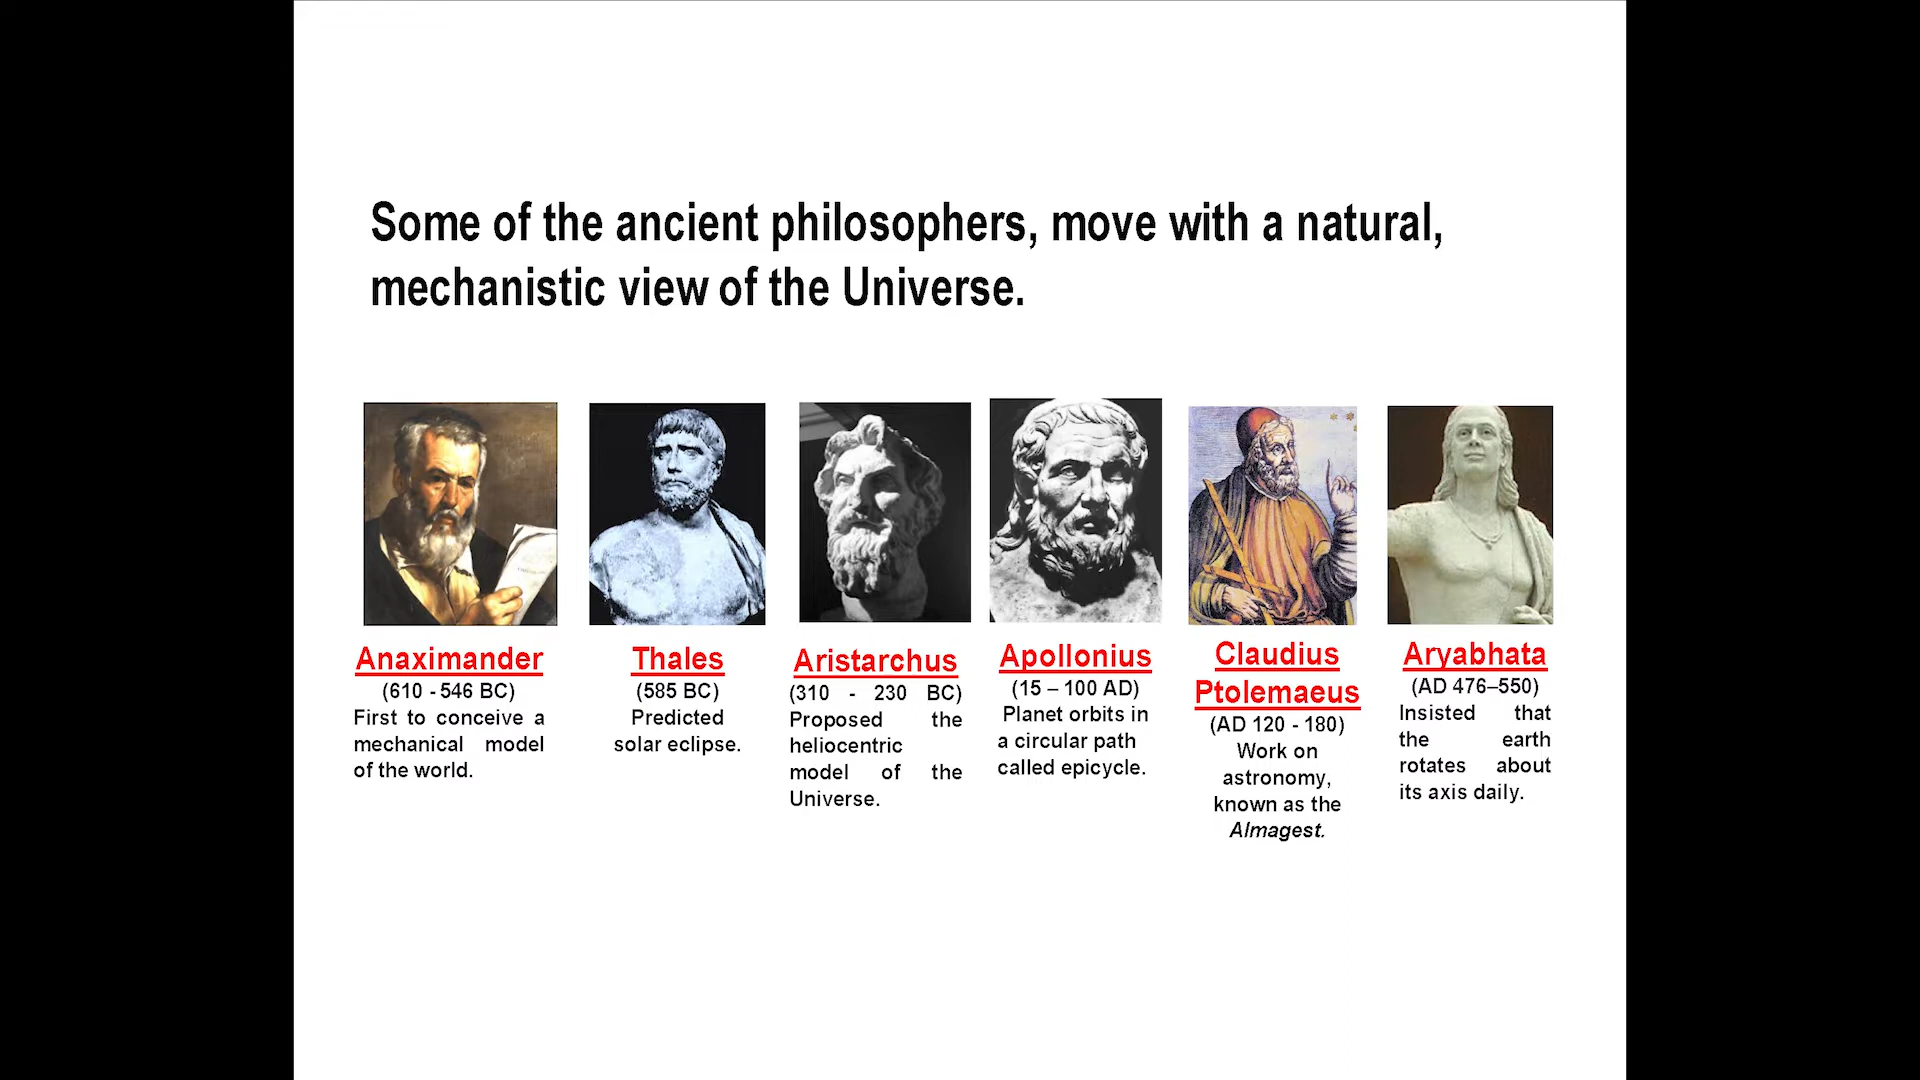 Some of the ancient philosophers, move with a natural,
mechanistic view of the Universe.
Anaximander
(610 - 546 BC)
First to conceive a
mechanical model
of the world.
Thales
(585 BC)
Predicted
solar eclipse.
Aristarchus
(310 - 230 BC)
Proposed the
heliocentric
model of the
Universe.
Apollonius
(15 – 100 AD)
Planet orbits in
a circular path
called epicycle.
Claudius
Ptolemaeus
(AD 120 - 180)
Work on
astronomy,
known as the
Almagest.
Aryabhata
(AD 476–550)
Insisted that
the earth
rotates about
its axis daily.